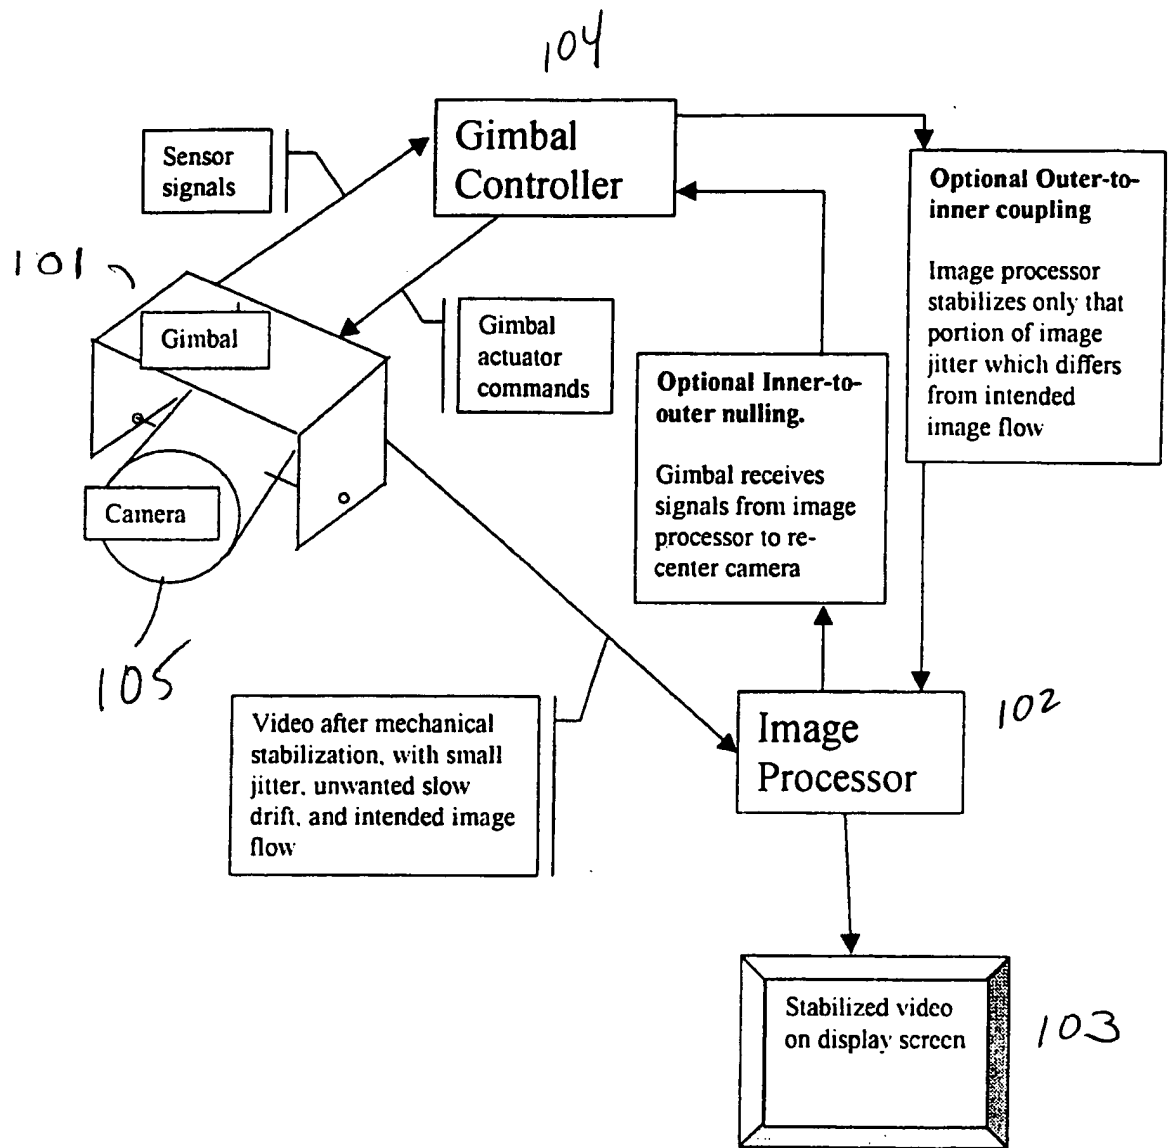 104
Gimbal
Controller
Sensor
signals
Optional Outer-to-
inner coupling
Image processor
stabilizes only that
portion of image
jitter which differs
from intended
image flow
101
Gimbal
Gimbal
actuator
commands
Optional Inner-to-
outer nulling.
Gimbal receives
signals from image
processor to re-
center camera
Camera
105
Video after mechanical
stabilization, with small
jitter, unwanted slow
drift, and intended image
flow
Image
Processor
102
Stabilized video
on display screen
103